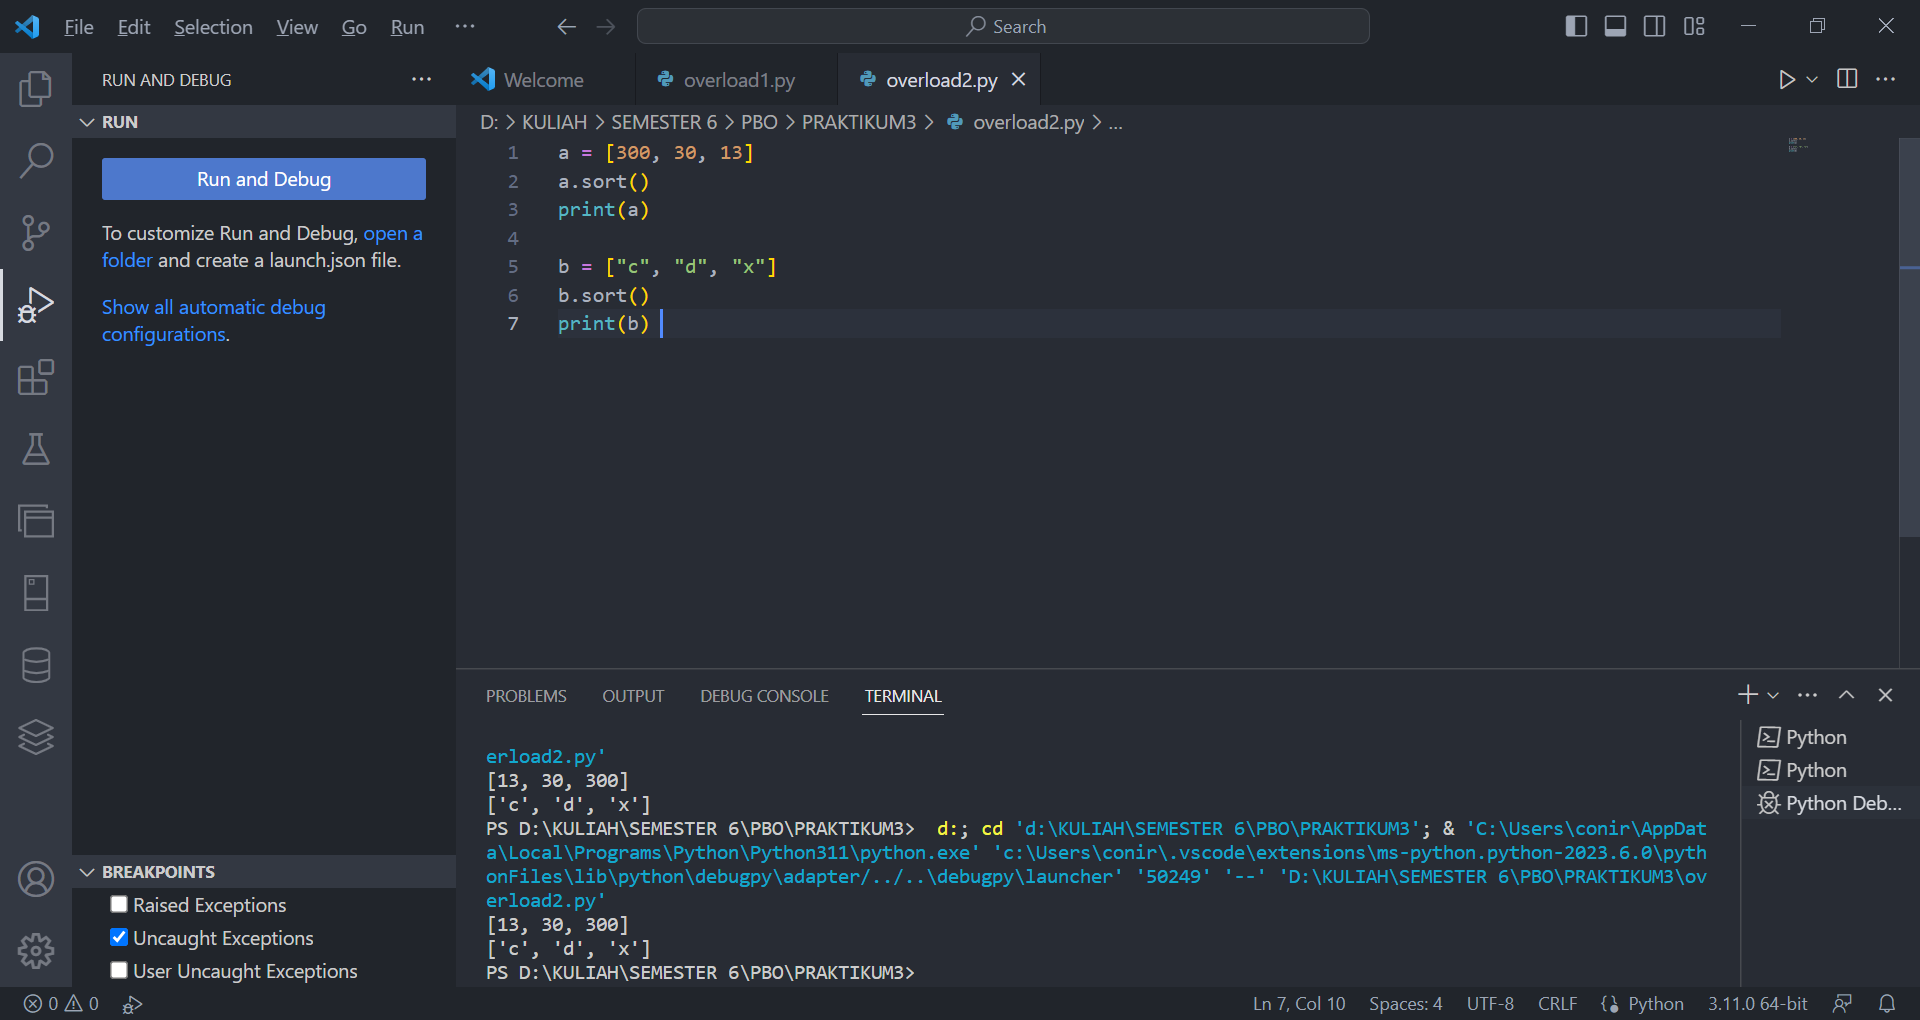 File Edit Selection View Go Run ···
Search
RUN AND DEBUG ···
RUN
Run and Debug
To customize Run and Debug, open a
folder and create a launch.json file.
Show all automatic debug
configurations.
BREAKPOINTS
Raised Exceptions
Uncaught Exceptions
User Uncaught Exceptions
Welcome overload1.py overload2.py
D: > KULIAH > SEMESTER 6 > PBO > PRAKTIKUM3 > overload2.py > ...
1 a = [300, 30, 13]
2 a.sort()
3 print(a)
4
5 b = ["c", "d", "x"]
6 b.sort()
7 print(b)
PROBLEMS OUTPUT DEBUG CONSOLE TERMINAL
erload2.py'
[13, 30, 300]
['c', 'd', 'x']
PS D:\KULIAH\SEMESTER 6\PBO\PRAKTIKUM3>  d:; cd 'd:\KULIAH\SEMESTER 6\PBO\PRAKTIKUM3'; & 'C:\Users\conir\AppDat
a\Local\Programs\Python\Python311\python.exe' 'c:\Users\conir\.vscode\extensions\ms-python.python-2023.6.0\pyth
onFiles\lib\python\debugpy\adapter/../..\debugpy\launcher' '50249' '--' 'D:\KULIAH\SEMESTER 6\PBO\PRAKTIKUM3\ov
erload2.py'
[13, 30, 300]
['c', 'd', 'x']
PS D:\KULIAH\SEMESTER 6\PBO\PRAKTIKUM3>
Python
Python
Python Deb...
0 0
Ln 7, Col 10 Spaces: 4 UTF-8 CRLF Python 3.11.0 64-bit